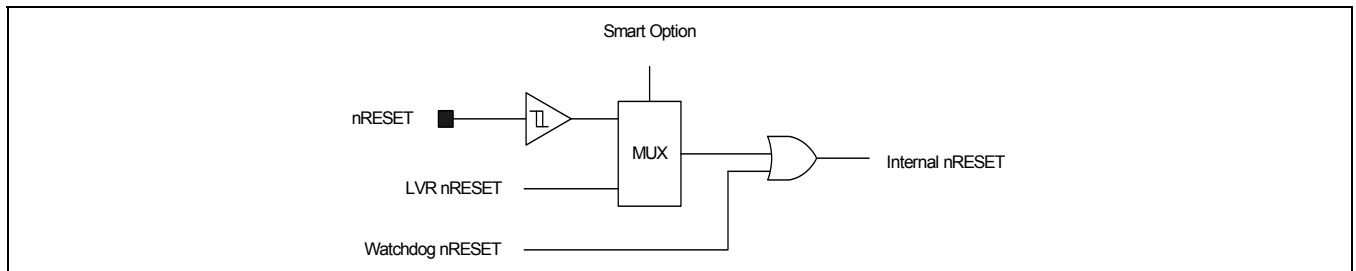 Smart Option
nRESET
MUX
Internal nRESET
LVR nRESET
Watchdog nRESET